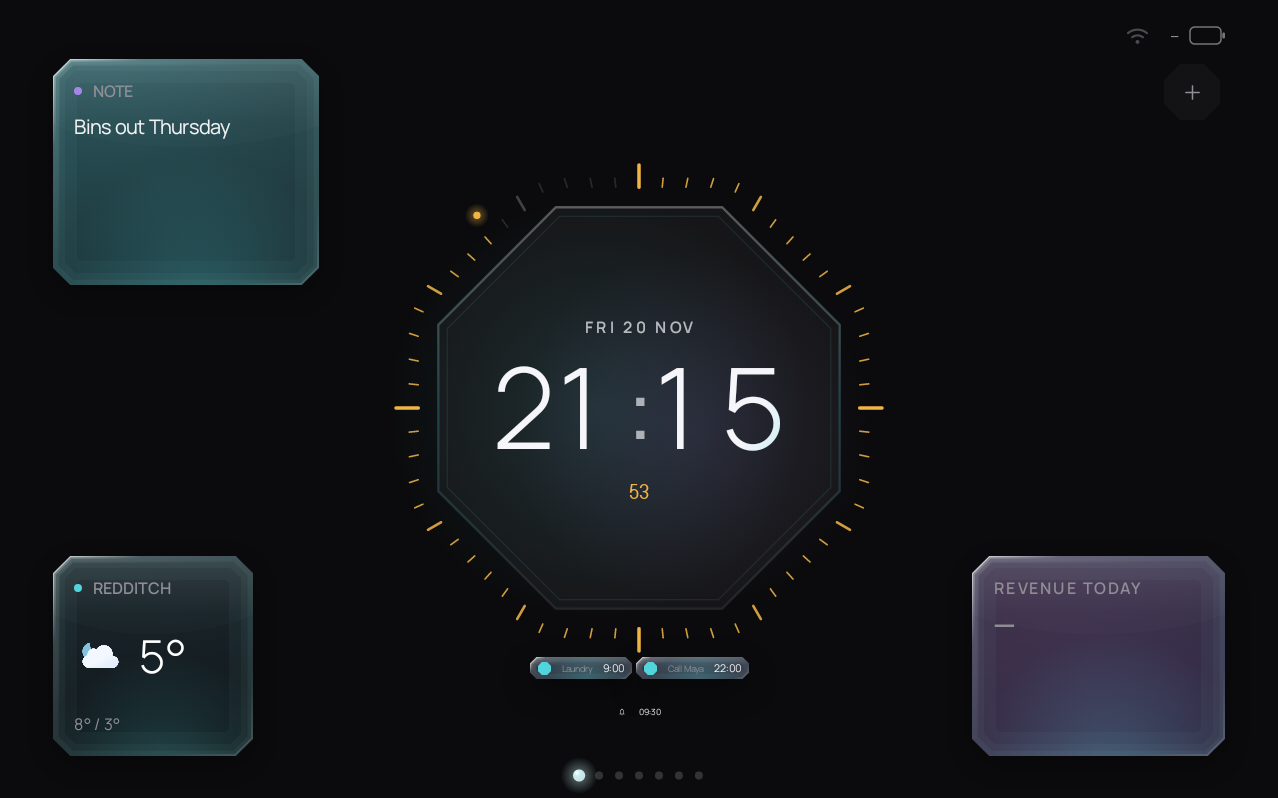 NOTE
Bins out Thursday
FRI 20 NOV
21:15
53
REDDITCH
5°
8° / 3°
REVENUE TODAY
—
Laundry 9:00
Call Maya 22:00
09:30